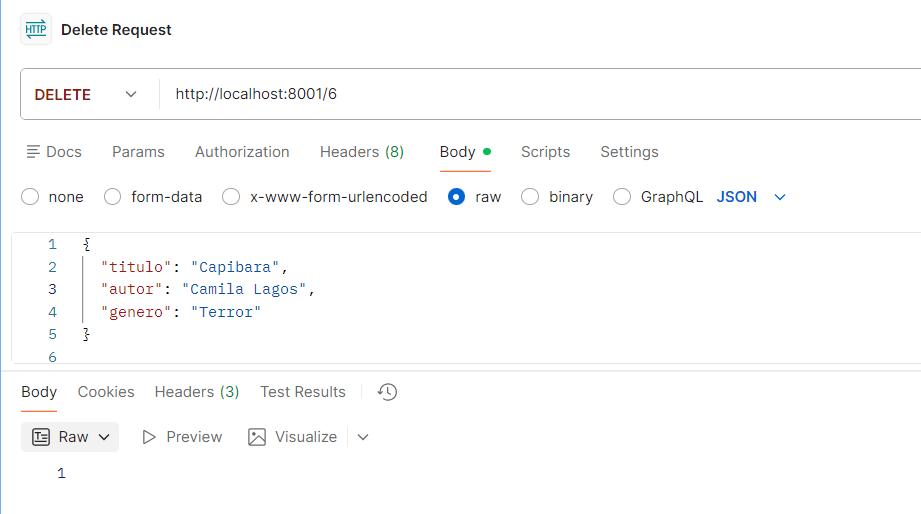 HTTP Delete Request
DELETE http://localhost:8001/6
Docs Params Authorization Headers (8) Body Scripts Settings
none form-data x-www-form-urlencoded raw binary GraphQL JSON
1 {
2 "titulo": "Capibara",
3 "autor": "Camila Lagos",
4 "genero": "Terror"
5 }
6
Body Cookies Headers (3) Test Results
Raw Preview Visualize
1